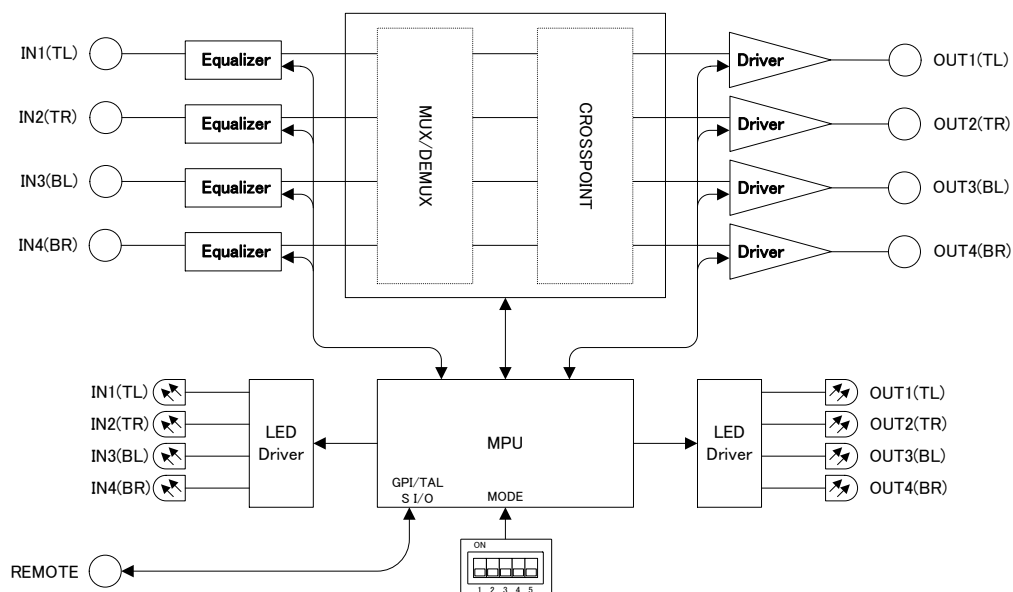 IN1(TL)
Equalizer
Driver
OUT1(TL)
IN2(TR)
Equalizer
MUX/DEMUX
CROSSPOINT
Driver
OUT2(TR)
IN3(BL)
Equalizer
Driver
OUT3(BL)
IN4(BR)
Equalizer
Driver
OUT4(BR)
IN1(TL)
IN2(TR)
IN3(BL)
IN4(BR)
LED
Driver
MPU
GPI/TAL
S I/O
MODE
LED
Driver
OUT1(TL)
OUT2(TR)
OUT3(BL)
OUT4(BR)
REMOTE
ON
1 2 3 4 5